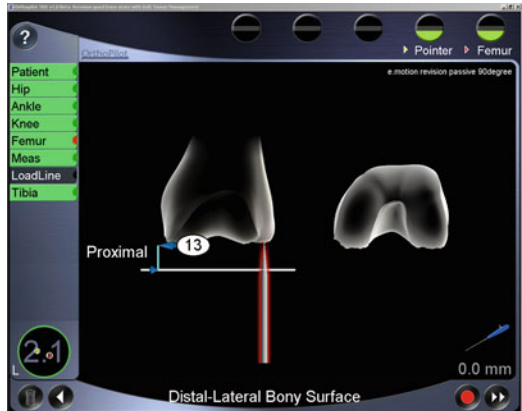 ?
OrthoPilot
Pointer
Femur
e.motion revision passive 90degree
Patient
Hip
Ankle
Knee
Femur
Meas
LoadLine
Tibia
Proximal
13
2.1
L
0.0 mm
Distal-Lateral Bony Surface